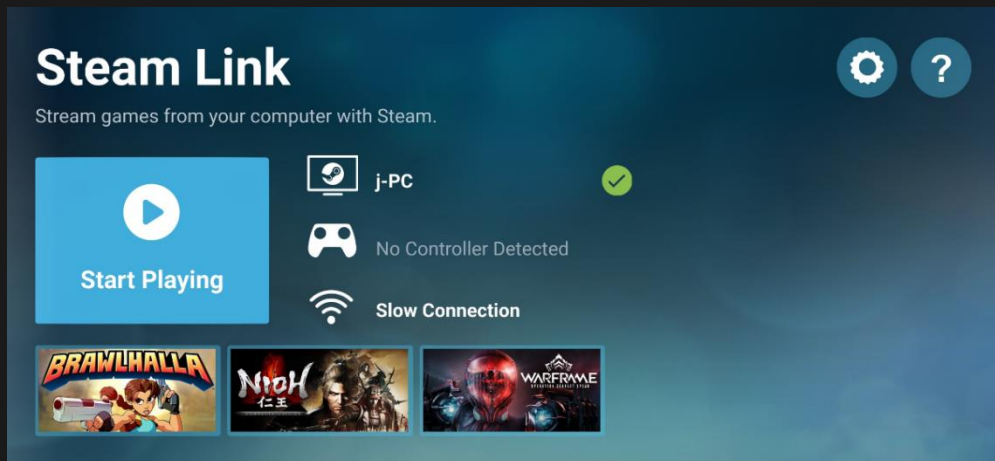 Steam Link
?
Stream games from your computer with Steam.
j-PC
No Controller Detected
Start Playing
Slow Connection
BRAWLHALLA
NIOH
仁王
WARFRAME